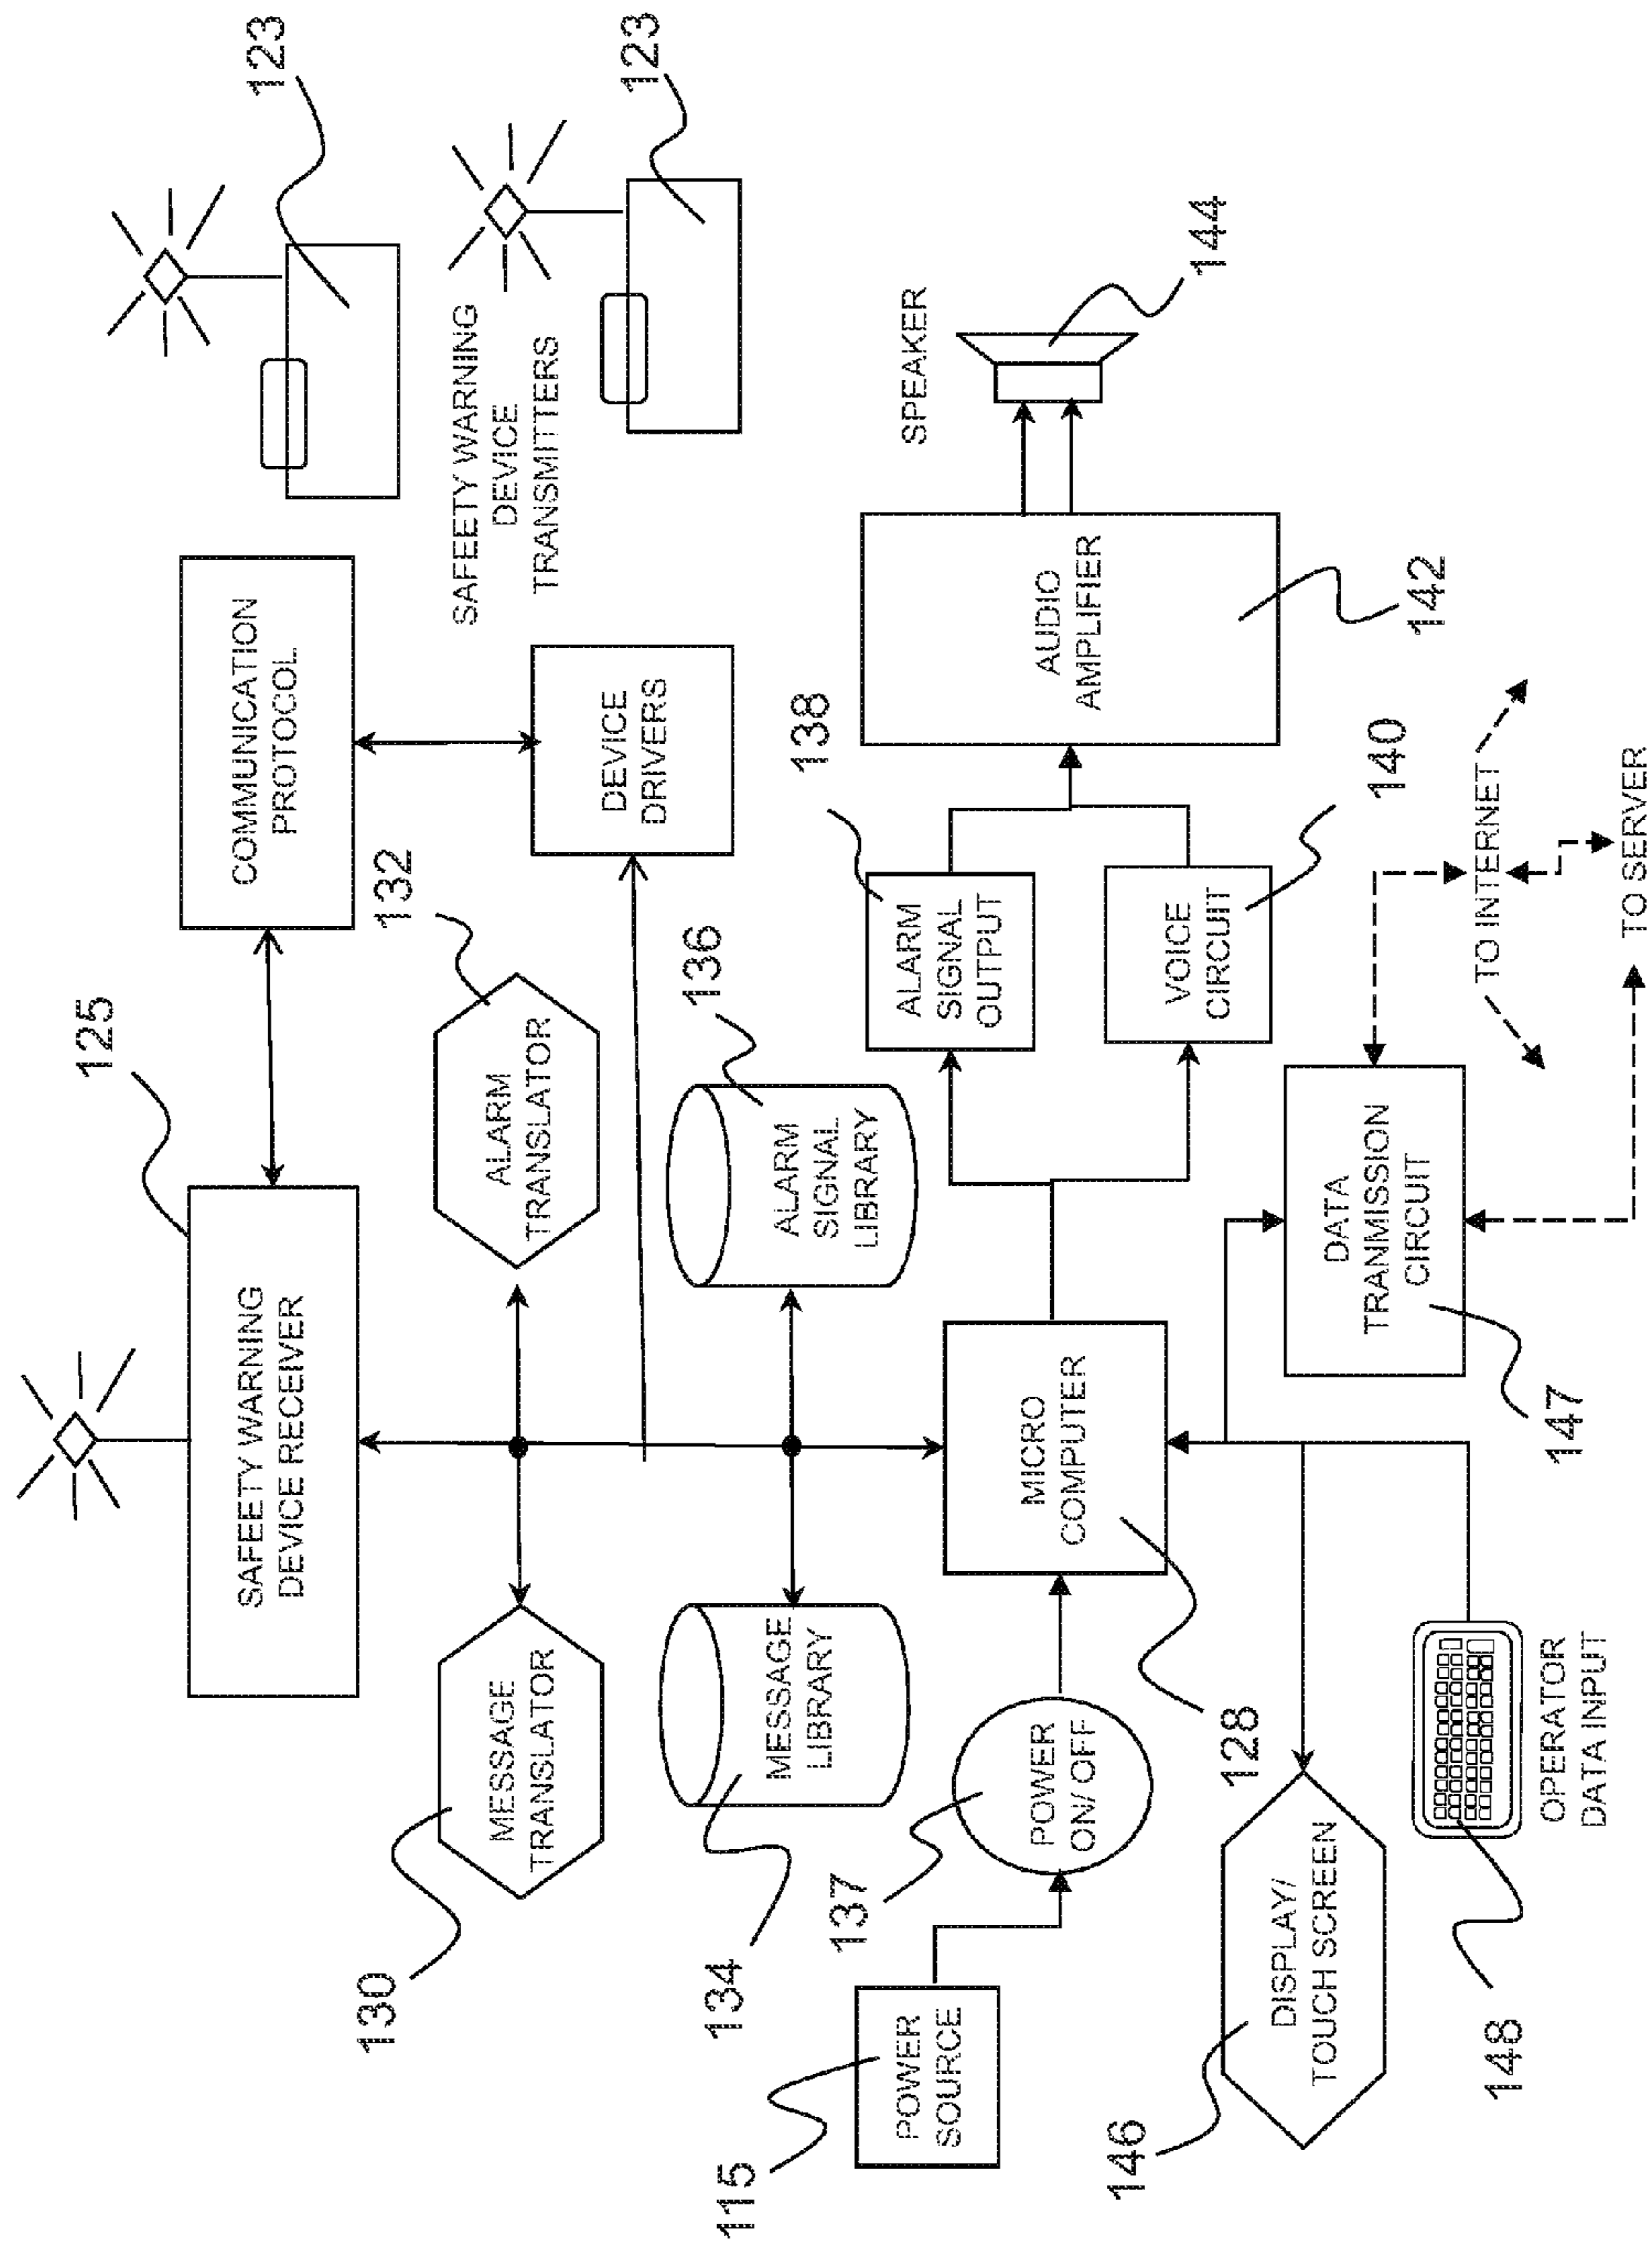 123
123
SAFEETY WARNING
DEVICE
TRANSMITTERS
125
SAFEETY WARNING
DEVICE RECEIVER
COMMUNICATION
PROTOCOL
132
ALARM
TRANSLATOR
DEVICE
DRIVERS
130
MESSAGE
TRANSLATOR
134
MESSAGE
LIBRARY
136
ALARM
SIGNAL
LIBRARY
115
POWER
SOURCE
137
POWER
ON/ OFF
128
MICRO
COMPUTER
138
ALARM
SIGNAL
OUTPUT
140
VOICE
CIRCUIT
142
AUDIO
AMPLIFIER
SPEAKER
144
146
DISPLAY/
TOUCH SCREEN
148
OPERATOR
DATA INPUT
147
DATA
TRANMISSION
CIRCUIT
TO INTERNET
TO SERVER